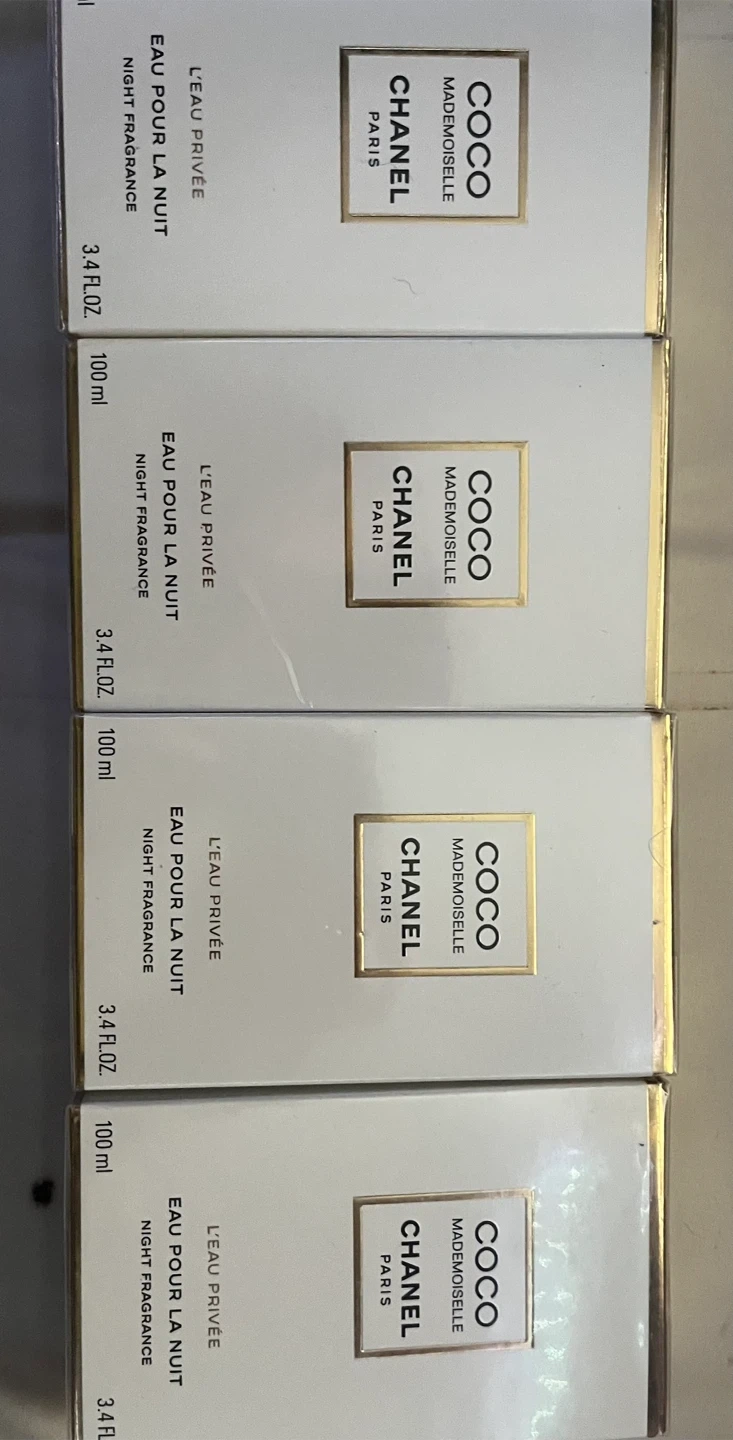 COCO
MADEMOISELLE
CHANEL
PARIS
L'EAU PRIVÉE
EAU POUR LA NUIT
NIGHT FRAGRANCE
3.4 FL.OZ.
COCO
MADEMOISELLE
CHANEL
PARIS
L'EAU PRIVÉE
EAU POUR LA NUIT
NIGHT FRAGRANCE
100 ml 3.4 FL.OZ.
COCO
MADEMOISELLE
CHANEL
PARIS
L'EAU PRIVÉE
EAU POUR LA NUIT
NIGHT FRAGRANCE
100 ml 3.4 FL.OZ.
COCO
MADEMOISELLE
CHANEL
PARIS
L'EAU PRIVÉE
EAU POUR LA NUIT
NIGHT FRAGRANCE
100 ml 3.4 FL